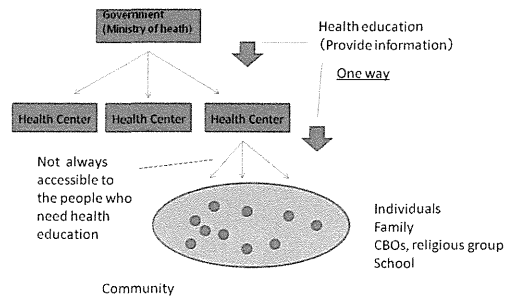 Government
(Ministry of heath)
Health education
(Provide information)
One way
Health Center
Health Center
Health Center
Not always
accessible to
the people who
need health
education
Individuals
Family
CBOs, religious group
School
Community